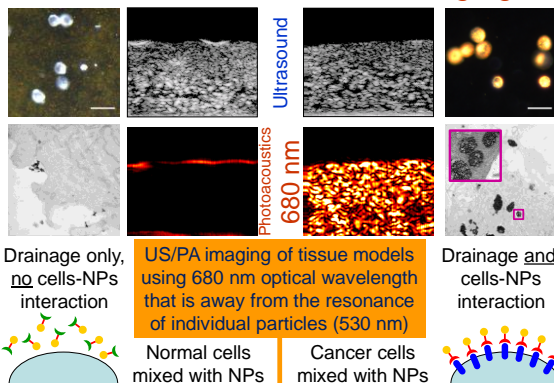 Ultrasound
Photoacoustics
680 nm
Drainage only,
no cells-NPs
interaction
US/PA imaging of tissue models
using 680 nm optical wavelength
that is away from the resonance
of individual particles (530 nm)
Drainage and
cells-NPs
interaction
Normal cells
mixed with NPs
Cancer cells
mixed with NPs